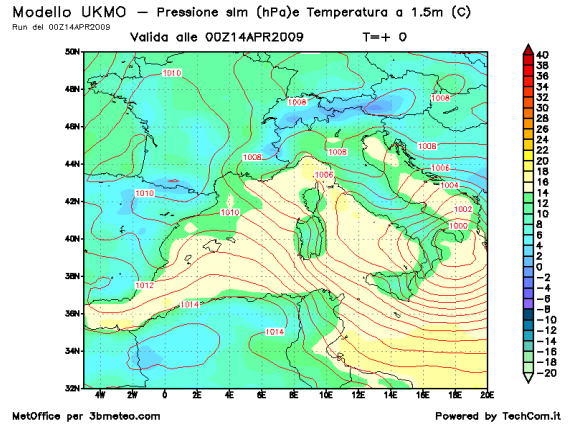 Modello UKMO — Pressione slm (hPa)e Temperatura a 1.5m (C)
Run del 00Z14APR2009
Valida alle 00Z14APR2009 T=+ 0
50N
48N
46N
44N
42N
40N
38N
36N
34N
32N
4W 2W 0 2E 4E 6E 8E 10E 12E 14E 16E 18E 20E
1010
1008
1008
1008
1008
1008
1006
1006
1004
1002
1000
1010
1010
1012
1014
1014
40
38
36
34
32
30
28
26
24
22
20
18
16
14
12
10
8
6
4
2
0
−2
−4
−6
−8
−10
−12
−14
−16
−18
−20
MetOffice per 3bmeteo.com
Powered by TechCom.it